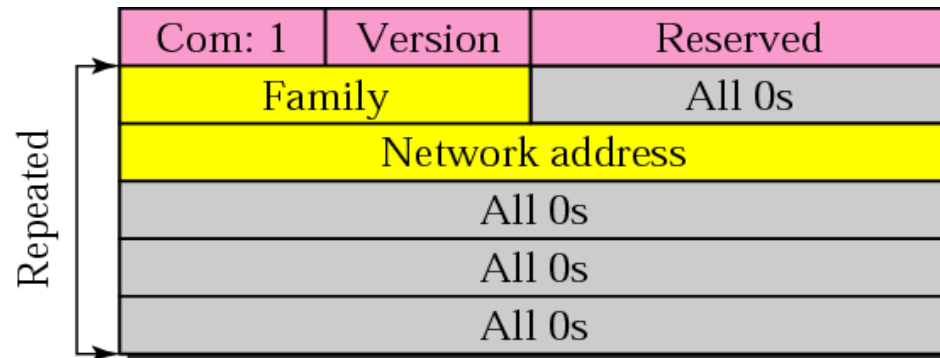 Com: 1 Version Reserved
Family All 0s
Network address
All 0s
All 0s
All 0s
Repeated